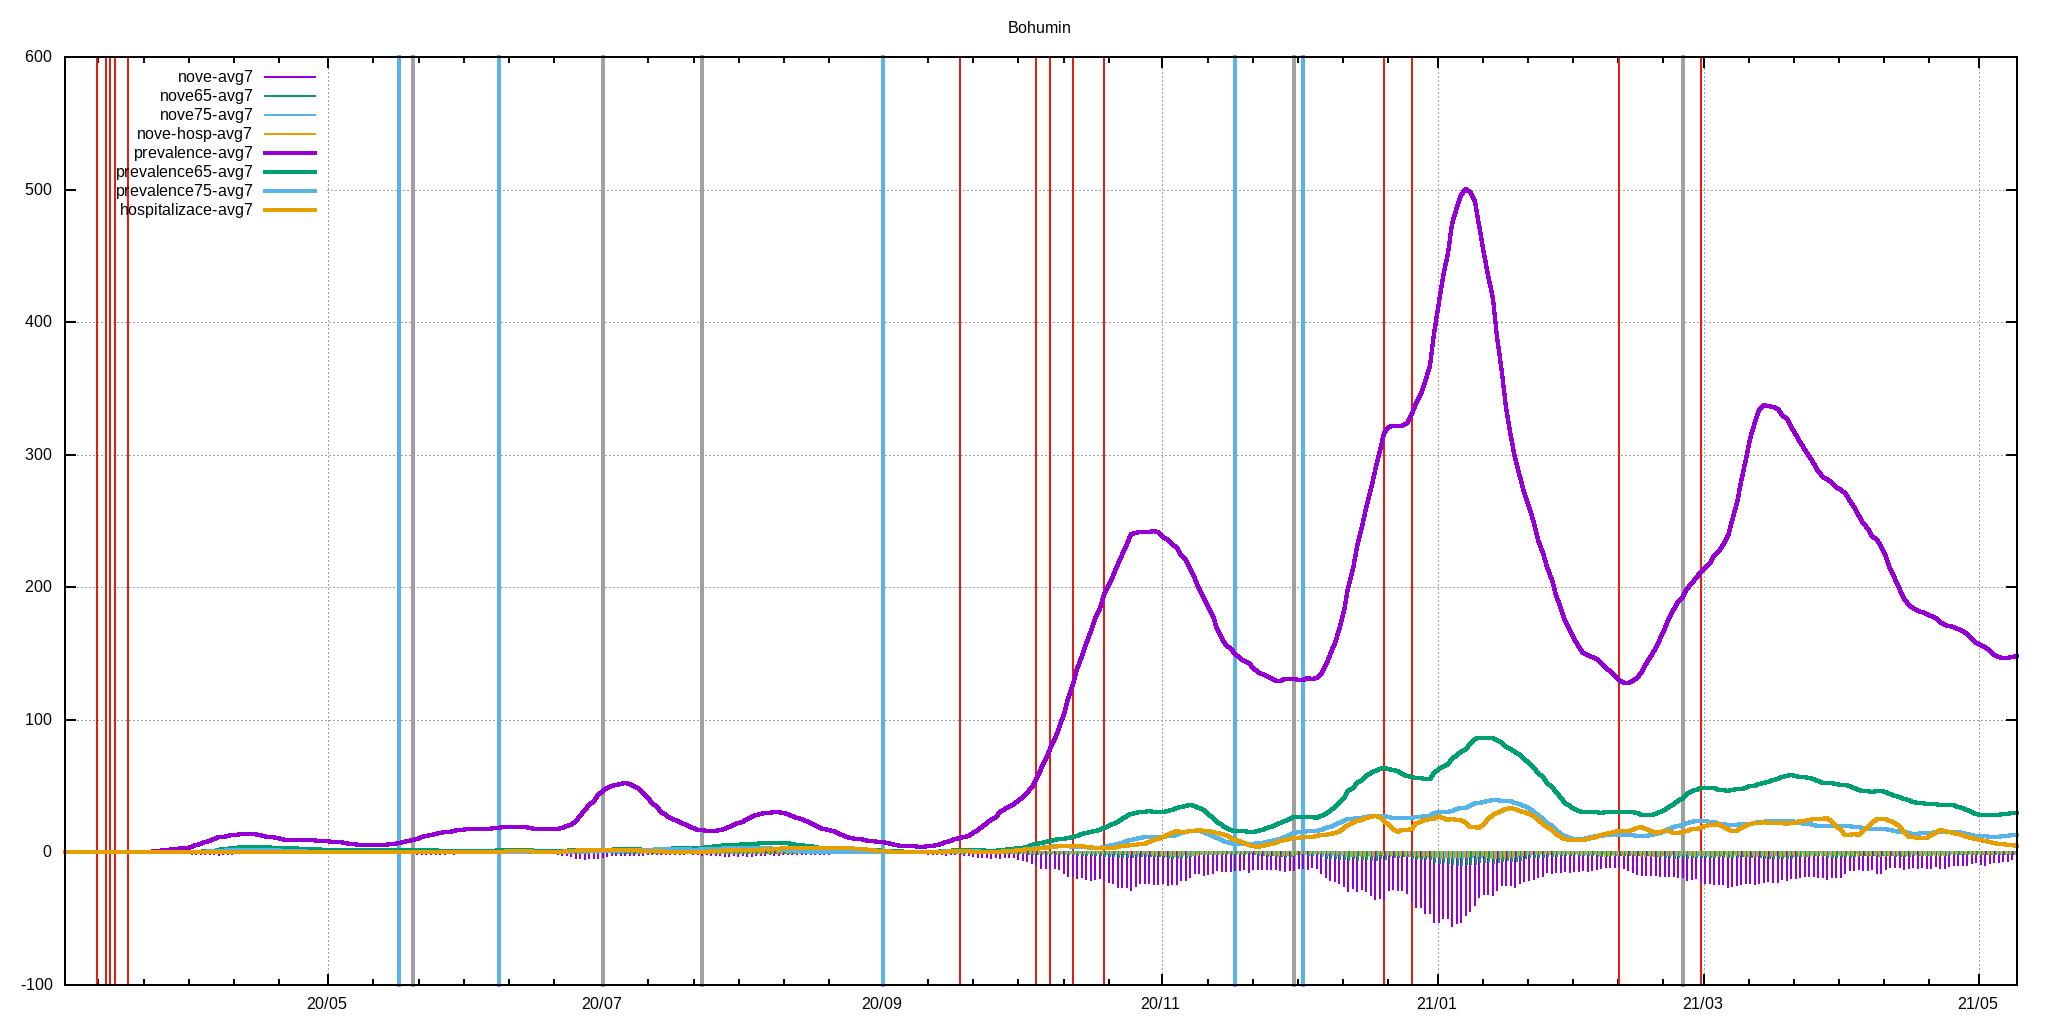 Bohumin
600
500
400
300
200
100
0
-100
nove-avg7
nove65-avg7
nove75-avg7
nove-hosp-avg7
prevalence-avg7
prevalence65-avg7
prevalence75-avg7
hospitalizace-avg7
20/05 20/07 20/09 20/11 21/01 21/03 21/05